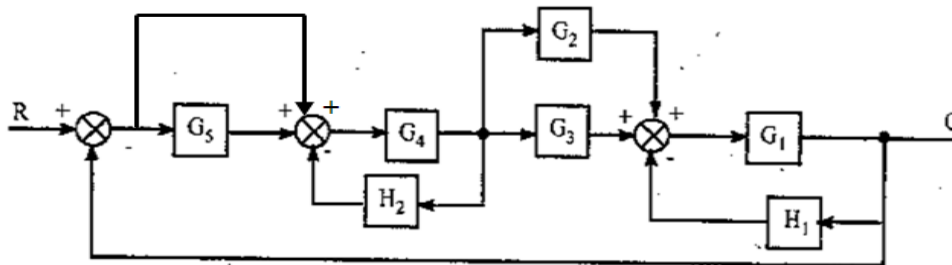 G₂
R + + + + + C
- G₅ - G₄ G₃ - G₁
H₂
H₁